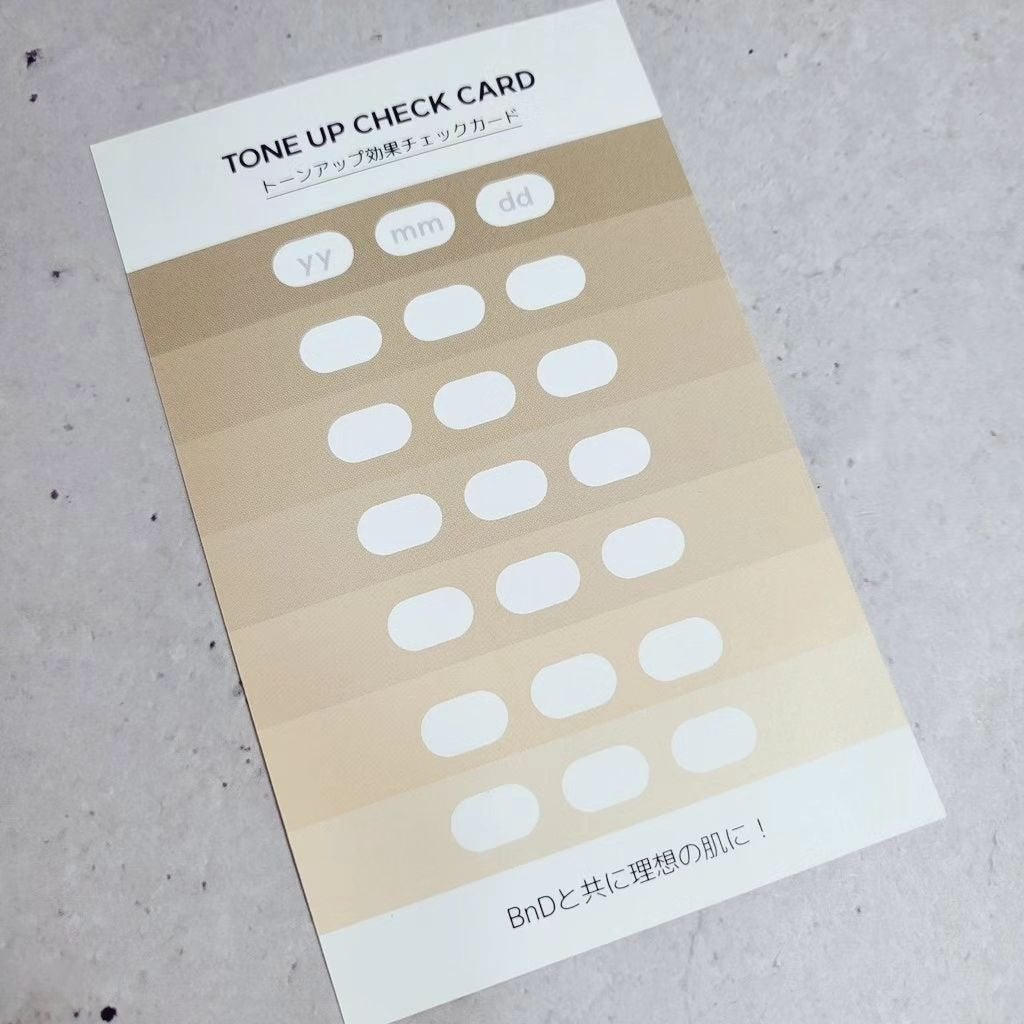 TONE UP CHECK CARD
トーンアップ効果チェックカード
yy mm dd
BnDと共に理想の肌に！